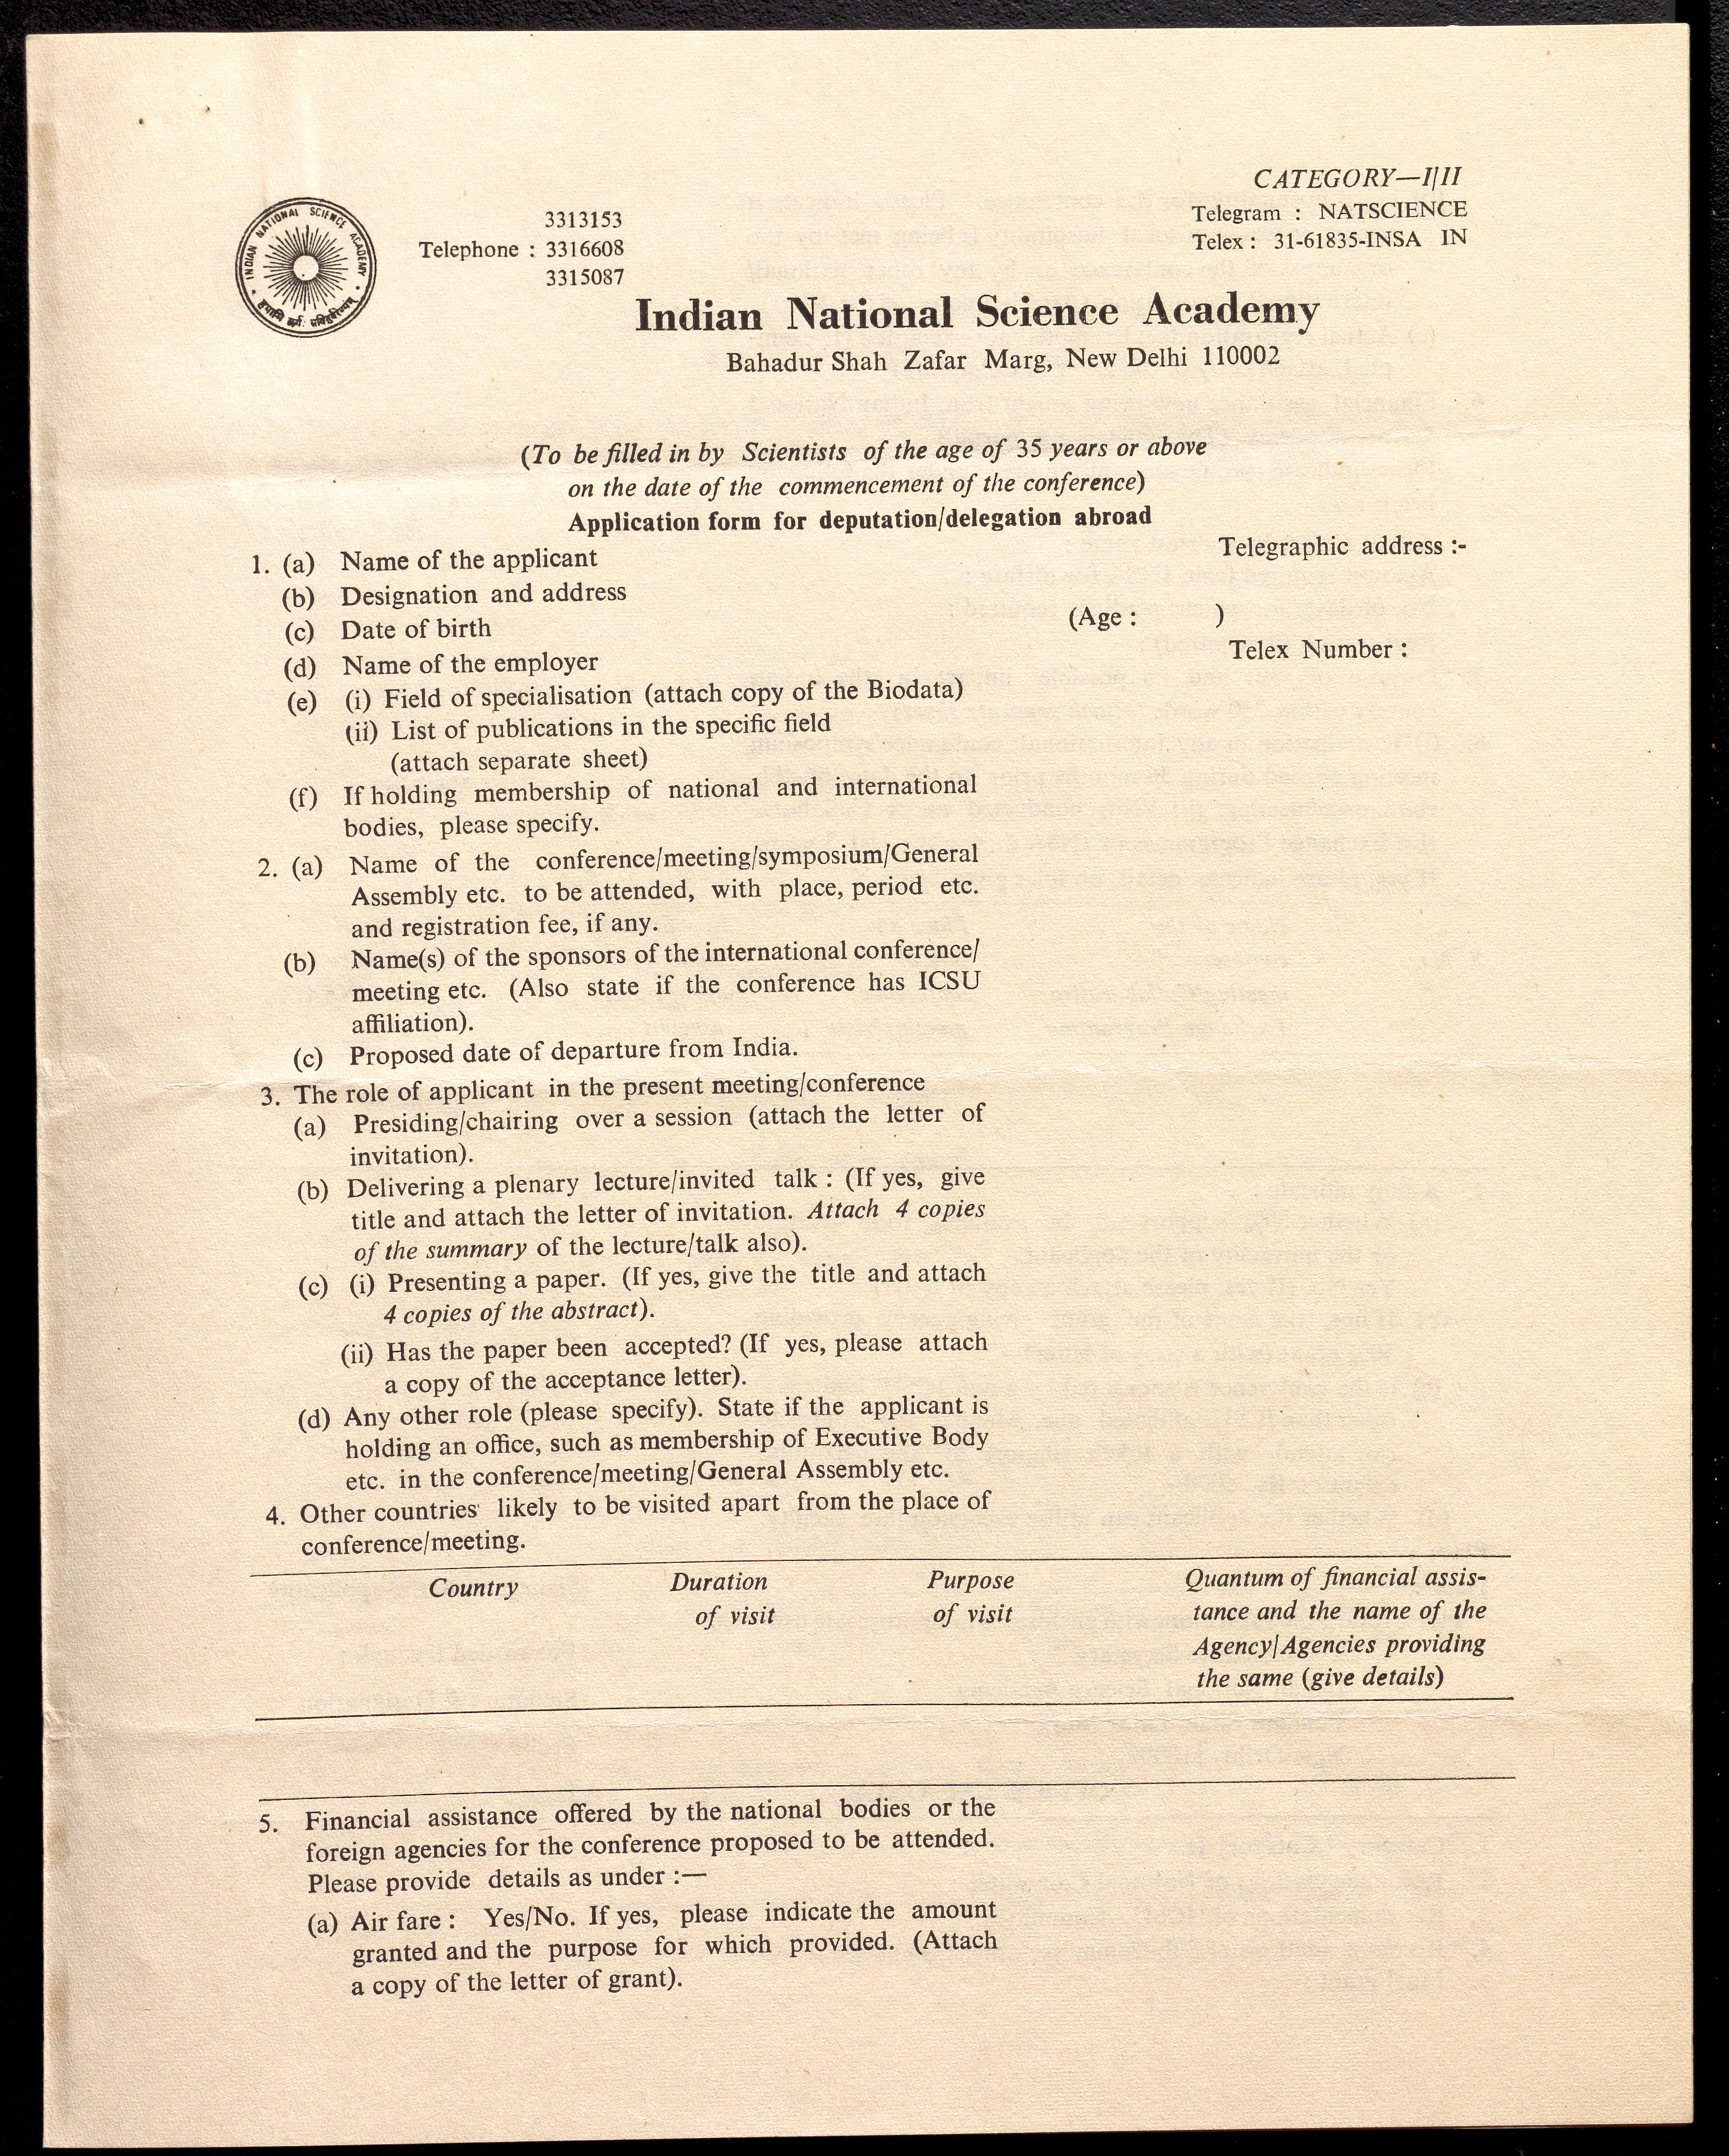 CATEGORY—I/II
3313153
Telegram : NATSCIENCE
Telephone : 3316608
Telex : 31-61835-INSA IN
3315087
INDIAN NATIONAL SCIENCE ACADEMY
Indian National Science Academy
Bahadur Shah Zafar Marg, New Delhi 110002
(To be filled in by Scientists of the age of 35 years or above
on the date of the commencement of the conference)
Application form for deputation/delegation abroad
Telegraphic address :-
1. (a) Name of the applicant
(b) Designation and address
(c) Date of birth (Age : )
Telex Number :
(d) Name of the employer
(e) (i) Field of specialisation (attach copy of the Biodata)
(ii) List of publications in the specific field
(attach separate sheet)
(f) If holding membership of national and international
bodies, please specify.
2. (a) Name of the conference/meeting/symposium/General
Assembly etc. to be attended, with place, period etc.
and registration fee, if any.
(b) Name(s) of the sponsors of the international conference/
meeting etc. (Also state if the conference has ICSU
affiliation).
(c) Proposed date of departure from India.
3. The role of applicant in the present meeting/conference
(a) Presiding/chairing over a session (attach the letter of
invitation).
(b) Delivering a plenary lecture/invited talk : (If yes, give
title and attach the letter of invitation. Attach 4 copies
of the summary of the lecture/talk also).
(c) (i) Presenting a paper. (If yes, give the title and attach
4 copies of the abstract).
(ii) Has the paper been accepted? (If yes, please attach
a copy of the acceptance letter).
(d) Any other role (please specify). State if the applicant is
holding an office, such as membership of Executive Body
etc. in the conference/meeting/General Assembly etc.
4. Other countries likely to be visited apart from the place of
conference/meeting.
Country Duration Purpose Quantum of financial assis-
of visit of visit tance and the name of the
Agency/Agencies providing
the same (give details)
5. Financial assistance offered by the national bodies or the
foreign agencies for the conference proposed to be attended.
Please provide details as under :—
(a) Air fare : Yes/No. If yes, please indicate the amount
granted and the purpose for which provided. (Attach
a copy of the letter of grant).